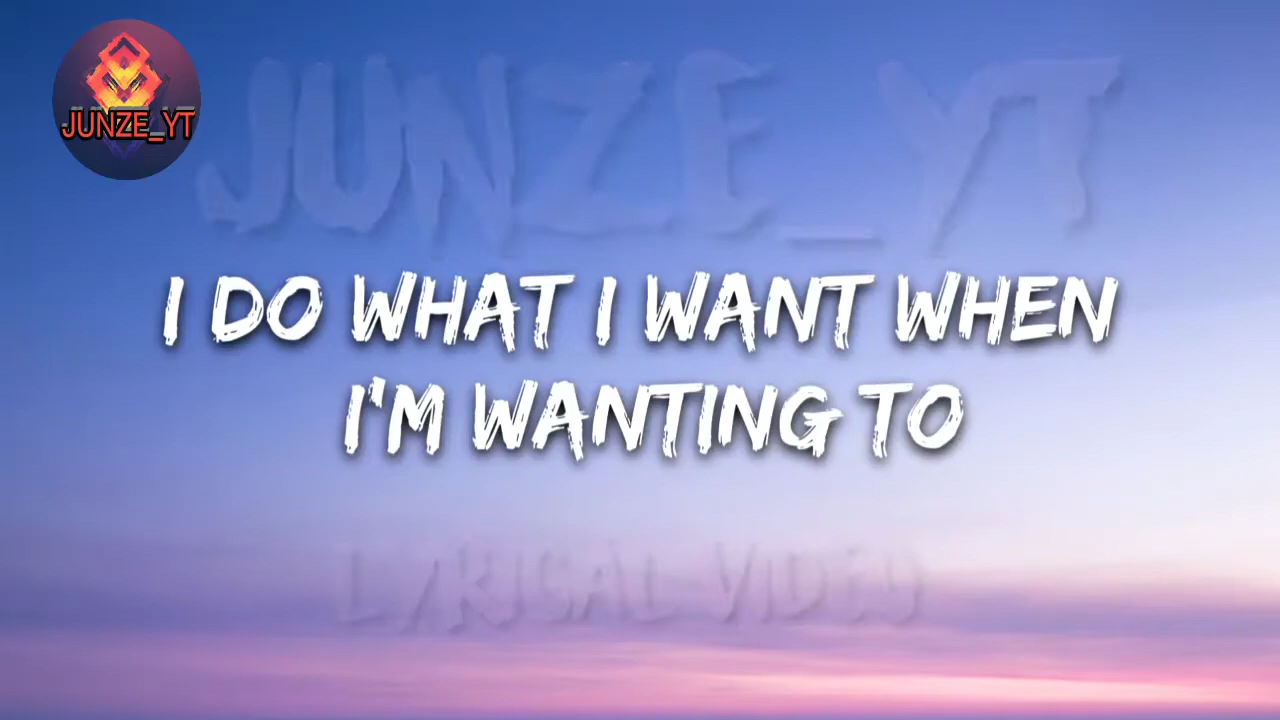 JUNZE_YT
JUNZE_YT
I DO WHAT I WANT WHEN
I'M WANTING TO
LYRICAL VIDEO